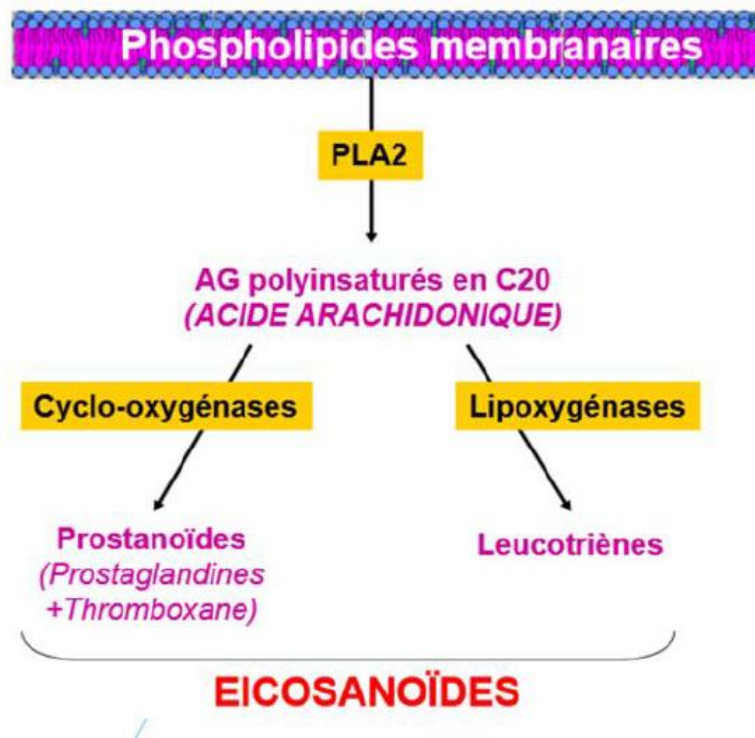 Phospholipides membranaires
PLA2
AG polyinsaturés en C20
(ACIDE ARACHIDONIQUE)
Cyclo-oxygénases
Lipoxygénases
Prostanoïdes
(Prostaglandines
+Thromboxane)
Leucotriènes
EICOSANOÏDES